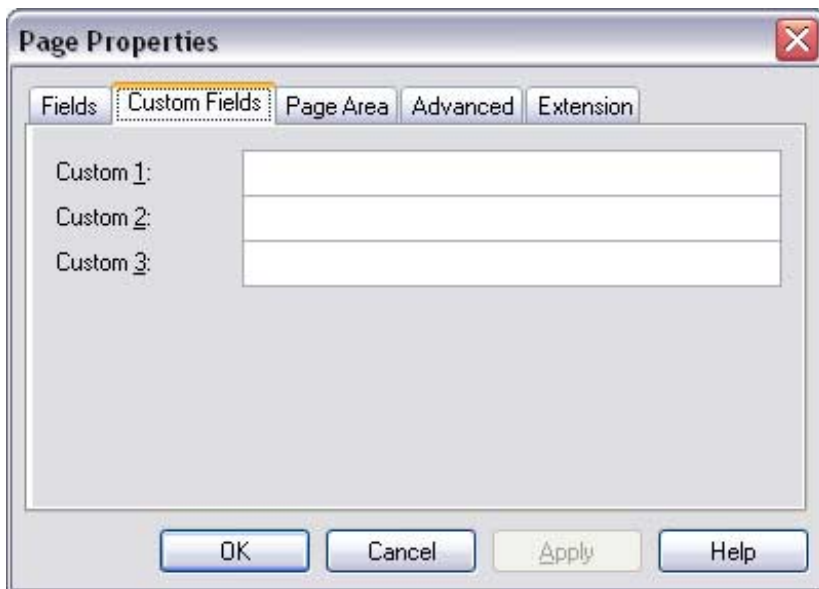 Page Properties
Fields Custom Fields Page Area Advanced Extension
Custom 1:
Custom 2:
Custom 3:
OK Cancel Apply Help